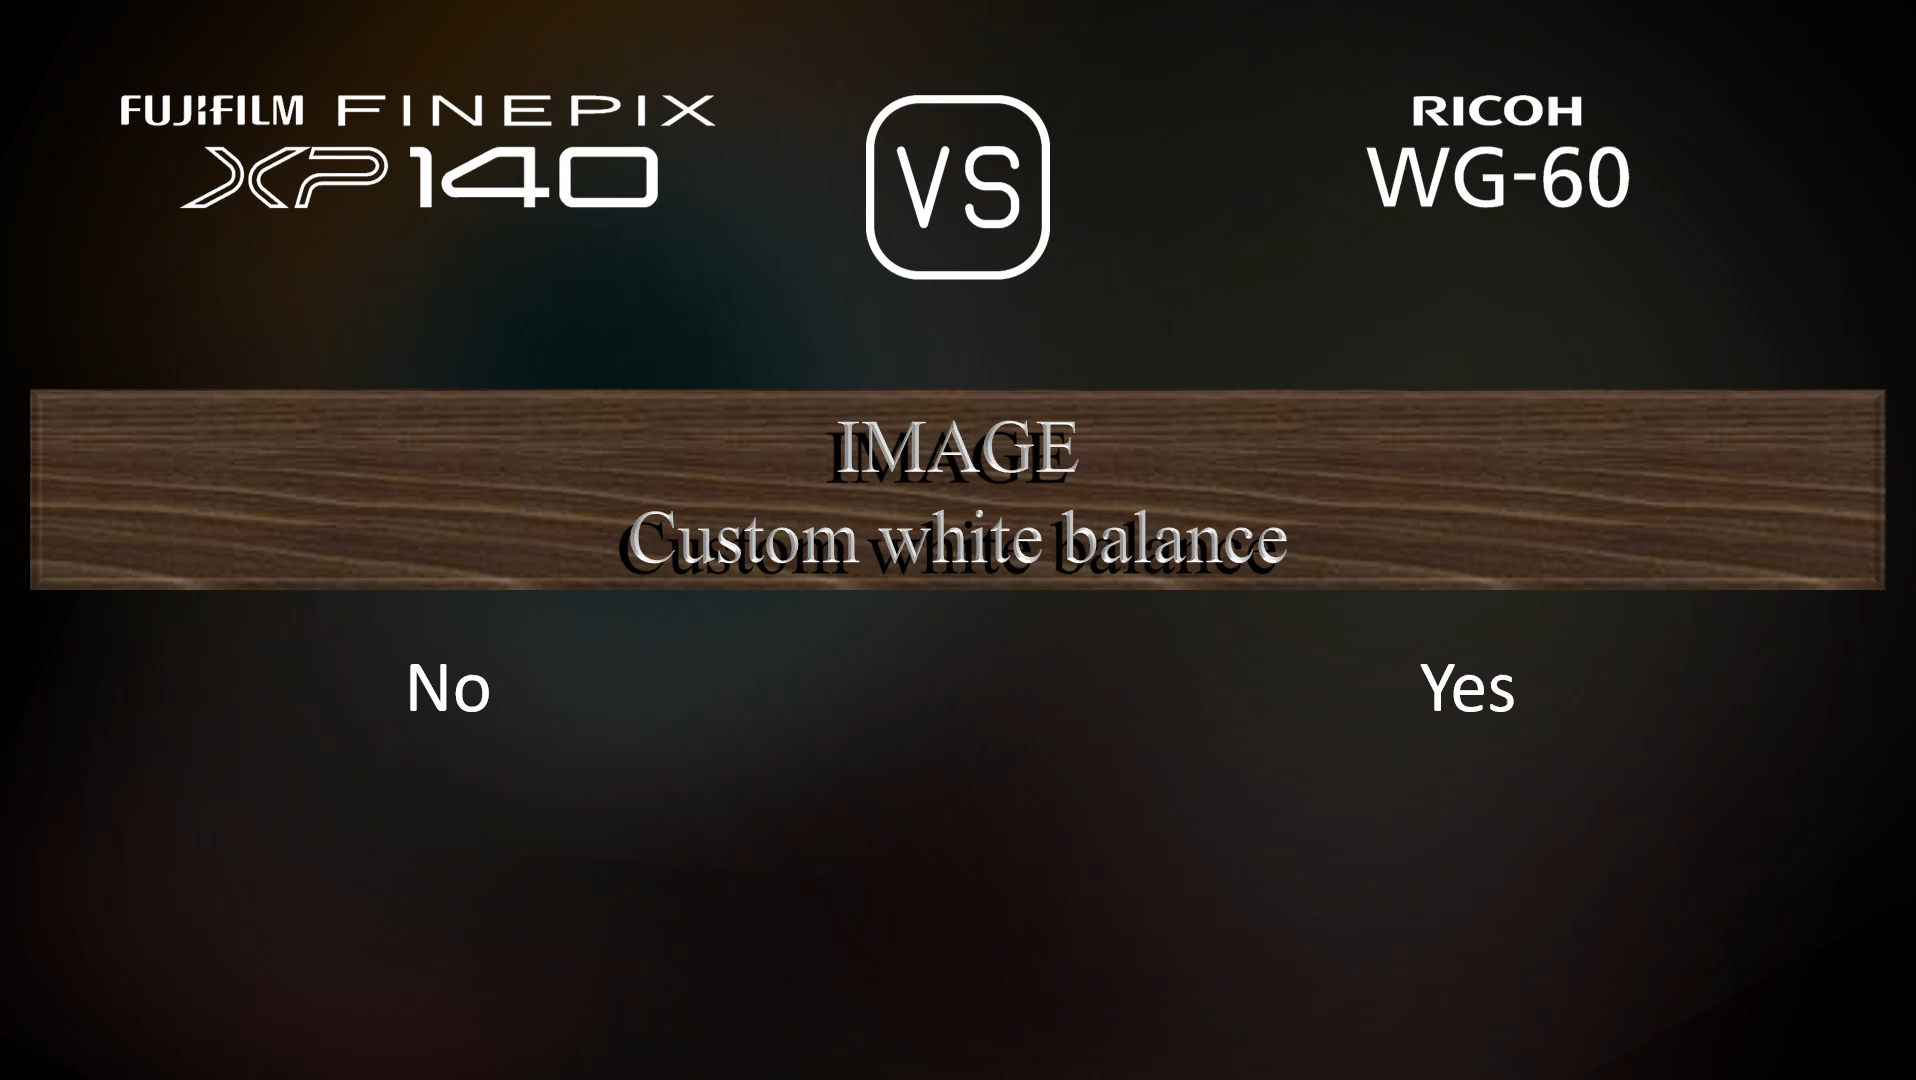 FUJIFILM FINEPIX
XP140
VS
RICOH
WG-60
IMAGE
Custom white balance
No
Yes